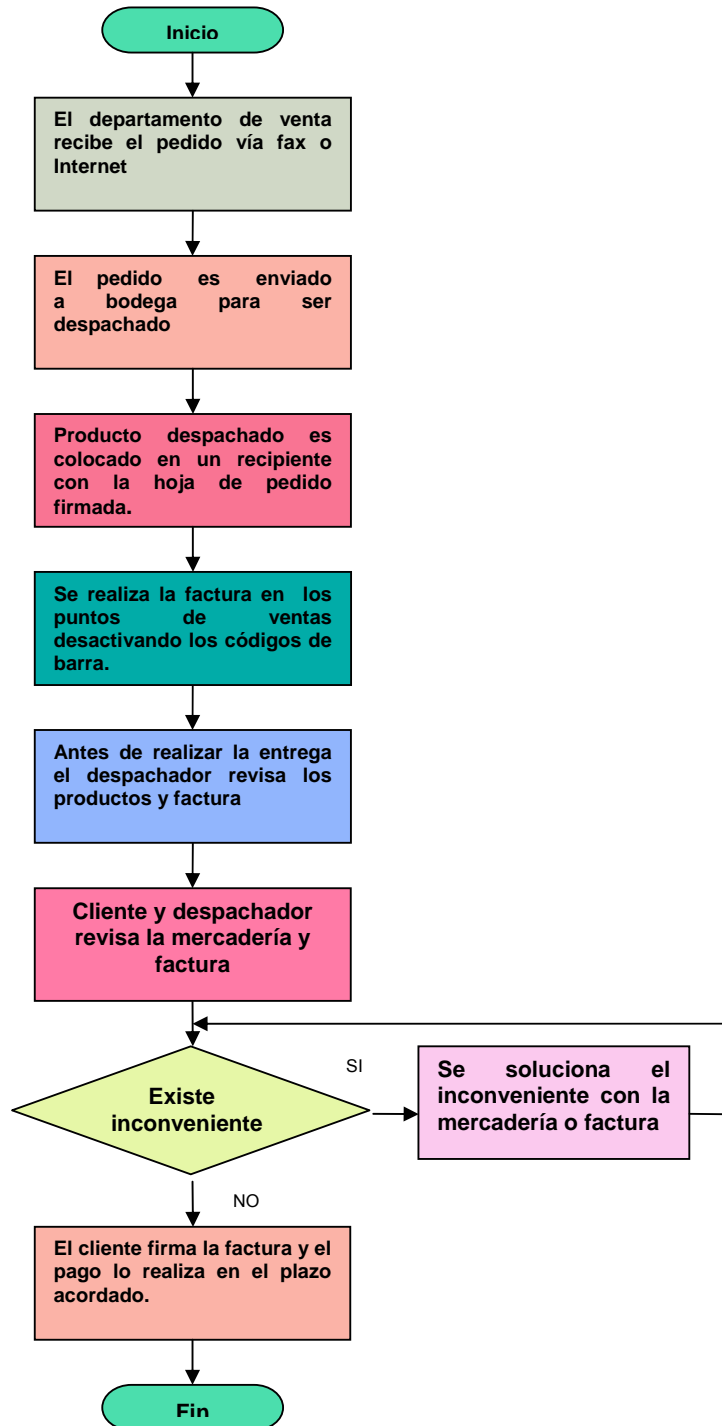 Inicio
El departamento de venta
recibe el pedido vía fax o
Internet
El pedido es enviado
a bodega para ser
despachado
Producto despachado es
colocado en un recipiente
con la hoja de pedido
firmada.
Se realiza la factura en los
puntos de ventas
desactivando los códigos de
barra.
Antes de realizar la entrega
el despachador revisa los
productos y factura
Cliente y despachador
revisa la mercadería y
factura
Existe
inconveniente
SI
Se soluciona el
inconveniente con la
mercadería o factura
NO
El cliente firma la factura y el
pago lo realiza en el plazo
acordado.
Fin